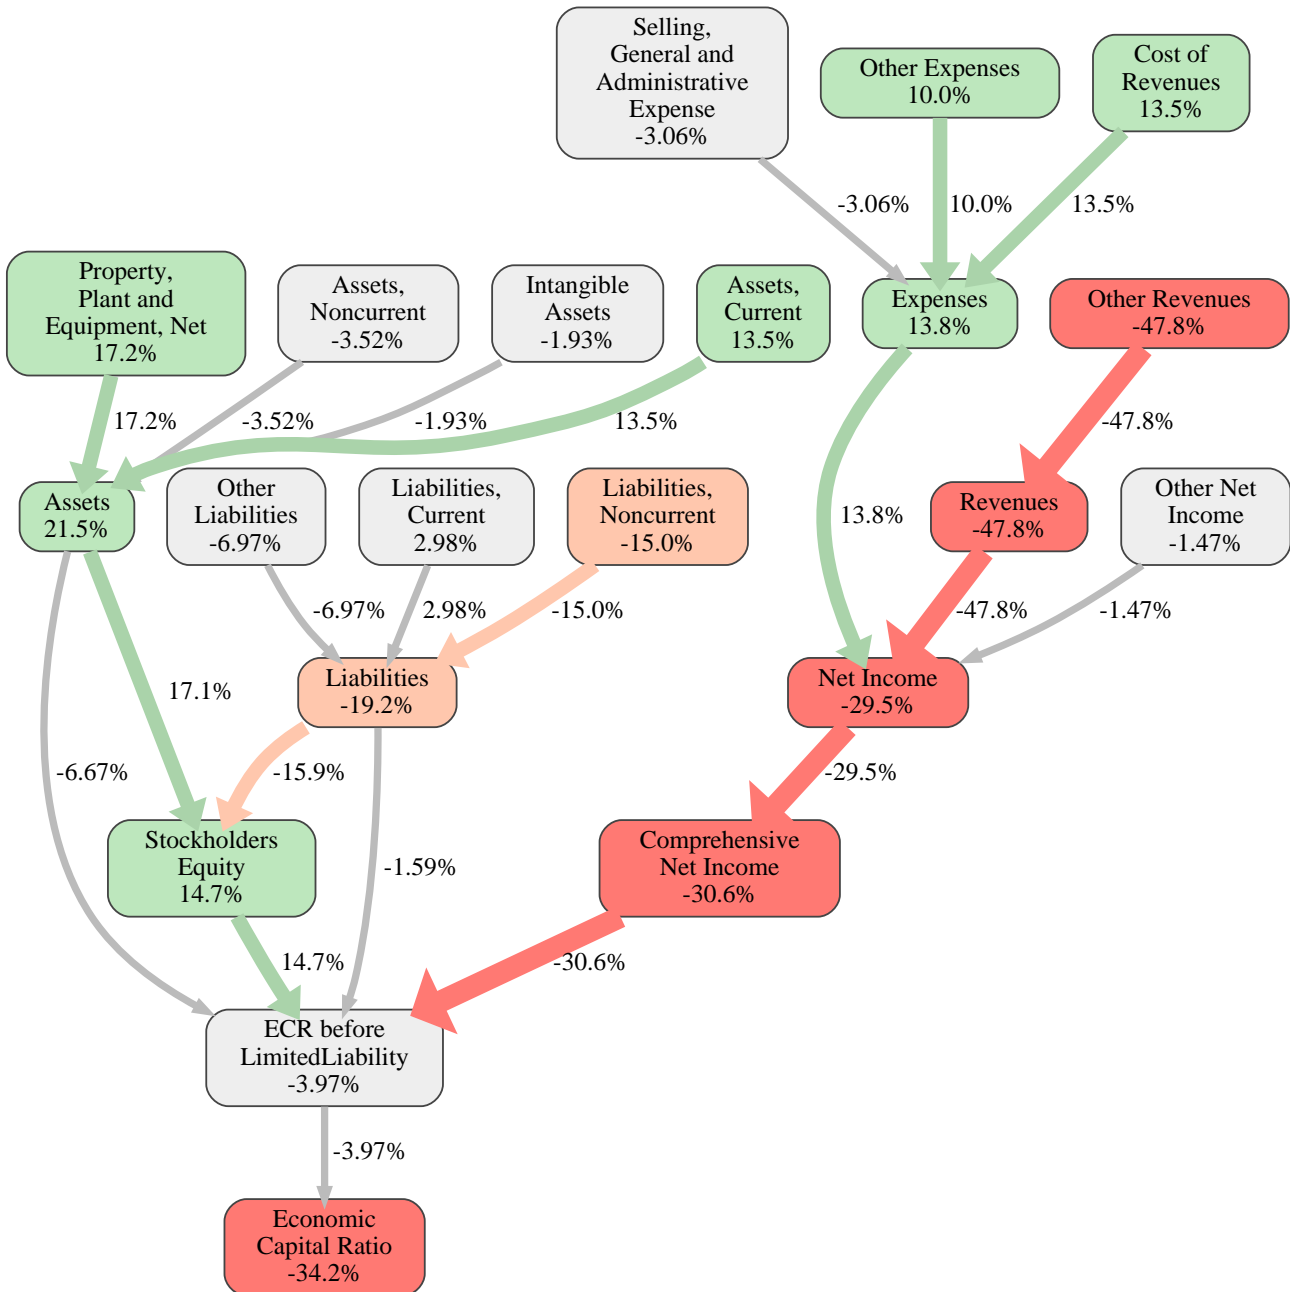 Selling,
General and
Administrative
Expense
-3.06%
Other Expenses
10.0%
Cost of
Revenues
13.5%
-3.06%
10.0%
13.5%
Property,
Plant and
Equipment, Net
17.2%
Assets,
Noncurrent
-3.52%
Intangible
Assets
-1.93%
Assets,
Current
13.5%
Expenses
13.8%
Other Revenues
-47.8%
17.2%
-3.52%
-1.93%
13.5%
-47.8%
Assets
21.5%
Other
Liabilities
-6.97%
Liabilities,
Current
2.98%
Liabilities,
Noncurrent
-15.0%
13.8%
Revenues
-47.8%
Other Net
Income
-1.47%
-6.97%
2.98%
-15.0%
-47.8%
-1.47%
17.1%
Liabilities
-19.2%
Net Income
-29.5%
-6.67%
-15.9%
-29.5%
Stockholders
Equity
14.7%
-1.59%
Comprehensive
Net Income
-30.6%
14.7%
-30.6%
ECR before
LimitedLiability
-3.97%
-3.97%
Economic
Capital Ratio
-34.2%